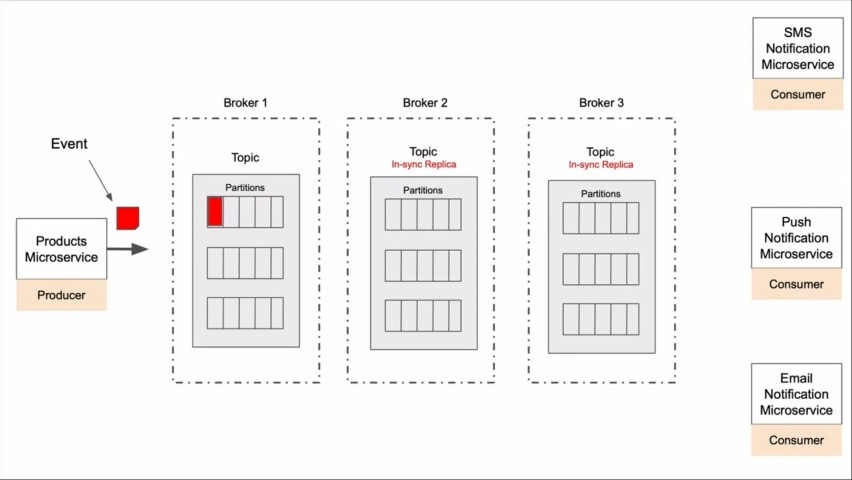 Event
Products
Microservice
Producer
Broker 1
Topic
Partitions
Broker 2
Topic
In-sync Replica
Partitions
Broker 3
Topic
In-sync Replica
Partitions
SMS
Notification
Microservice
Consumer
Push
Notification
Microservice
Consumer
Email
Notification
Microservice
Consumer